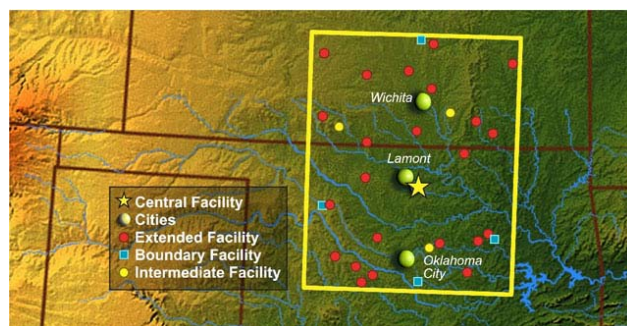 Wichita
Lamont
Central Facility
Cities
Extended Facility
Boundary Facility
Intermediate Facility
Oklahoma
City